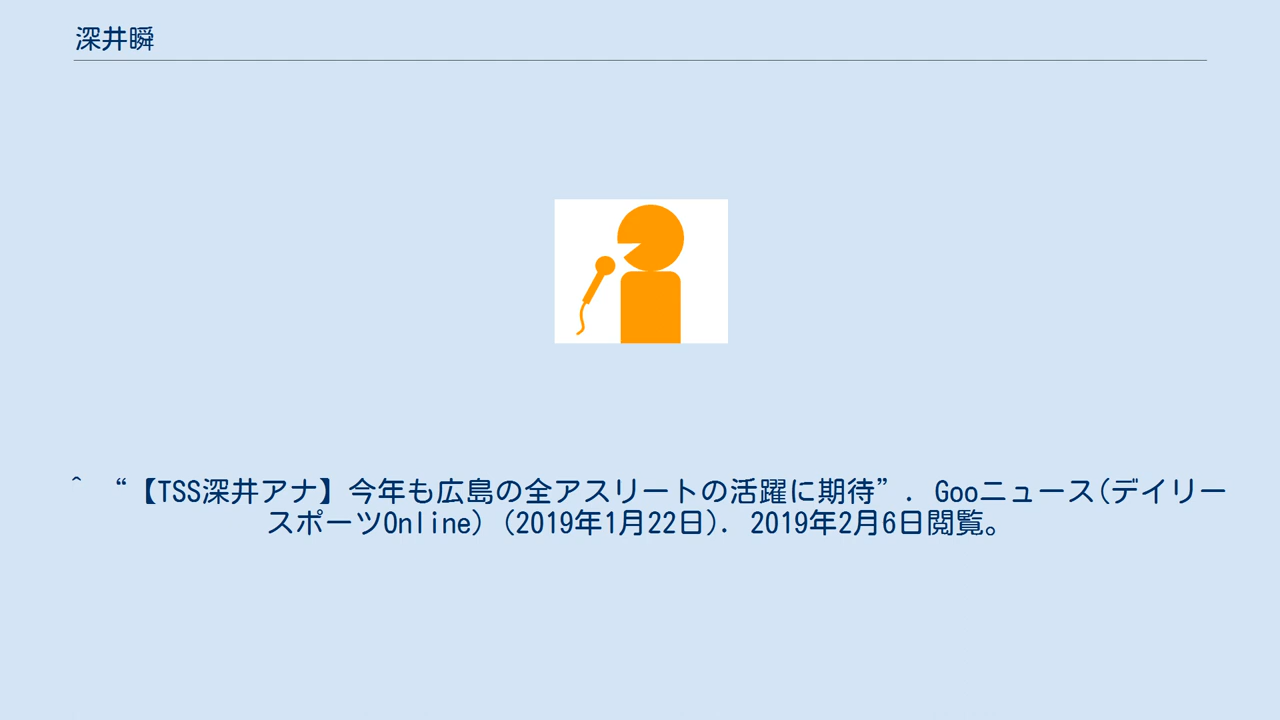 深井瞬
^ “【TSS深井アナ】今年も広島の全アスリートの活躍に期待”. Gooニュース(デイリー
スポーツOnline) (2019年1月22日). 2019年2月6日閲覧。